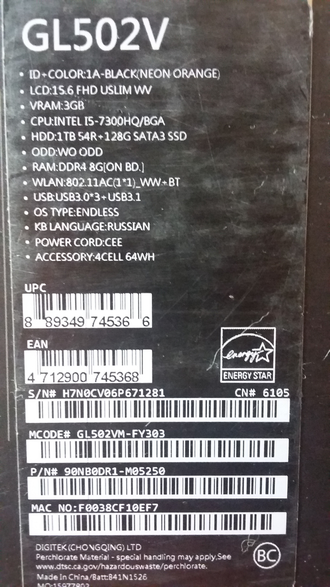 GL502V
• ID+COLOR:1A-BLACK(NEON ORANGE)
• LCD:15.6 FHD USLIM WV
• VRAM:3GB
• CPU:INTEL I5-7300HQ/BGA
• HDD:1TB 54R+128G SATA3 SSD
• ODD:WO ODD
• RAM:DDR4 8G[ON BD.]
• WLAN:802.11AC(1*1)_WW+BT
• USB:USB3.0*3+USB3.1
• OS TYPE:ENDLESS
• KB LANGUAGE:RUSSIAN
• POWER CORD:CEE
• ACCESSORY:4CELL 64WH
UPC
8 89349 74536 6
EAN
4 712900 745368
energy
ENERGY STAR
S/N# H7N0CV06P671281 CN# 6105
MCODE# GL502VM-FY303
P/N# 90NB0DR1-M05250
MAC NO:F0038CF10EF7
DIGITEK(CHONGQING) LTD
Perchlorate Material - special handling may apply.See
www.dtsc.ca.gov/hazardouswaste/perchlorate.
Made in China/Batt:B41N1526
MO:15977802
BC